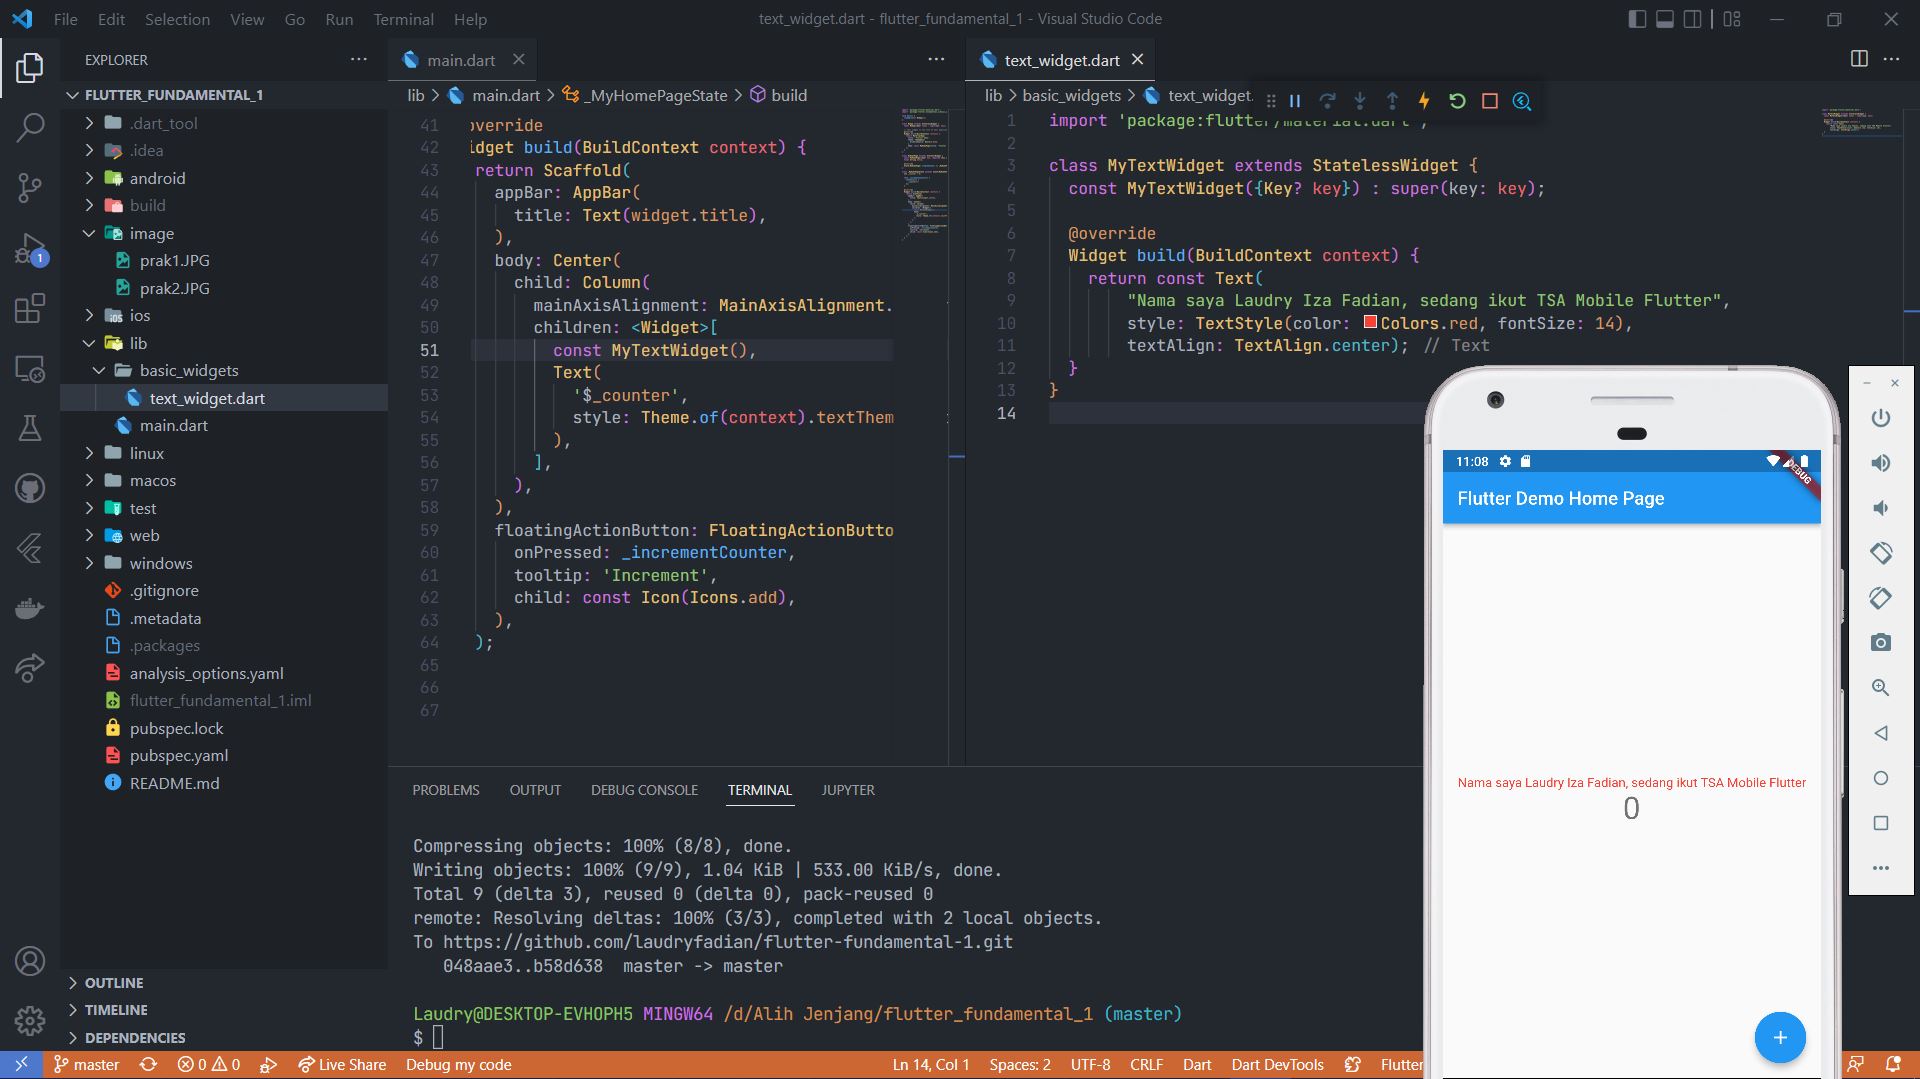 File Edit Selection View Go Run Terminal Help
text_widget.dart - flutter_fundamental_1 - Visual Studio Code
EXPLORER
FLUTTER_FUNDAMENTAL_1
.dart_tool
.idea
android
build
image
prak1.JPG
prak2.JPG
ios
lib
basic_widgets
text_widget.dart
main.dart
linux
macos
test
web
windows
.gitignore
.metadata
.packages
analysis_options.yaml
flutter_fundamental_1.iml
pubspec.lock
pubspec.yaml
README.md
OUTLINE
TIMELINE
DEPENDENCIES
1
main.dart
lib > main.dart > _MyHomePageState > build
41 override
42 idget build(BuildContext context) {
43 return Scaffold(
44 appBar: AppBar(
45 title: Text(widget.title),
46 ),
47 body: Center(
48 child: Column(
49 mainAxisAlignment: MainAxisAlignment.
50 children: <Widget>[
51 const MyTextWidget(),
52 Text(
53 '$_counter',
54 style: Theme.of(context).textThem
55 ),
56 ],
57 ),
58 ),
59 floatingActionButton: FloatingActionButto
60 onPressed: _incrementCounter,
61 tooltip: 'Increment',
62 child: const Icon(Icons.add),
63 ),
64 );
65
66
67
text_widget.dart
lib > basic_widgets > text_widget.
1 import 'package:flutter/material.dart';
2
3 class MyTextWidget extends StatelessWidget {
4 const MyTextWidget({Key? key}) : super(key: key);
5
6 @override
7 Widget build(BuildContext context) {
8 return const Text(
9 "Nama saya Laudry Iza Fadian, sedang ikut TSA Mobile Flutter",
10 style: TextStyle(color: Colors.red, fontSize: 14),
11 textAlign: TextAlign.center); // Text
12 }
13 }
14
PROBLEMS OUTPUT DEBUG CONSOLE TERMINAL JUPYTER
Compressing objects: 100% (8/8), done.
Writing objects: 100% (9/9), 1.04 KiB | 533.00 KiB/s, done.
Total 9 (delta 3), reused 0 (delta 0), pack-reused 0
remote: Resolving deltas: 100% (3/3), completed with 2 local objects.
To https://github.com/laudryfadian/flutter-fundamental-1.git
048aae3..b58d638 master -> master
Laudry@DESKTOP-EVHOPH5 MINGW64 /d/Alih Jenjang/flutter_fundamental_1 (master)
$
11:08
DEBUG
Flutter Demo Home Page
Nama saya Laudry Iza Fadian, sedang ikut TSA Mobile Flutter
0
master 0 0 Live Share Debug my code Ln 14, Col 1 Spaces: 2 UTF-8 CRLF Dart Dart DevTools Flutter